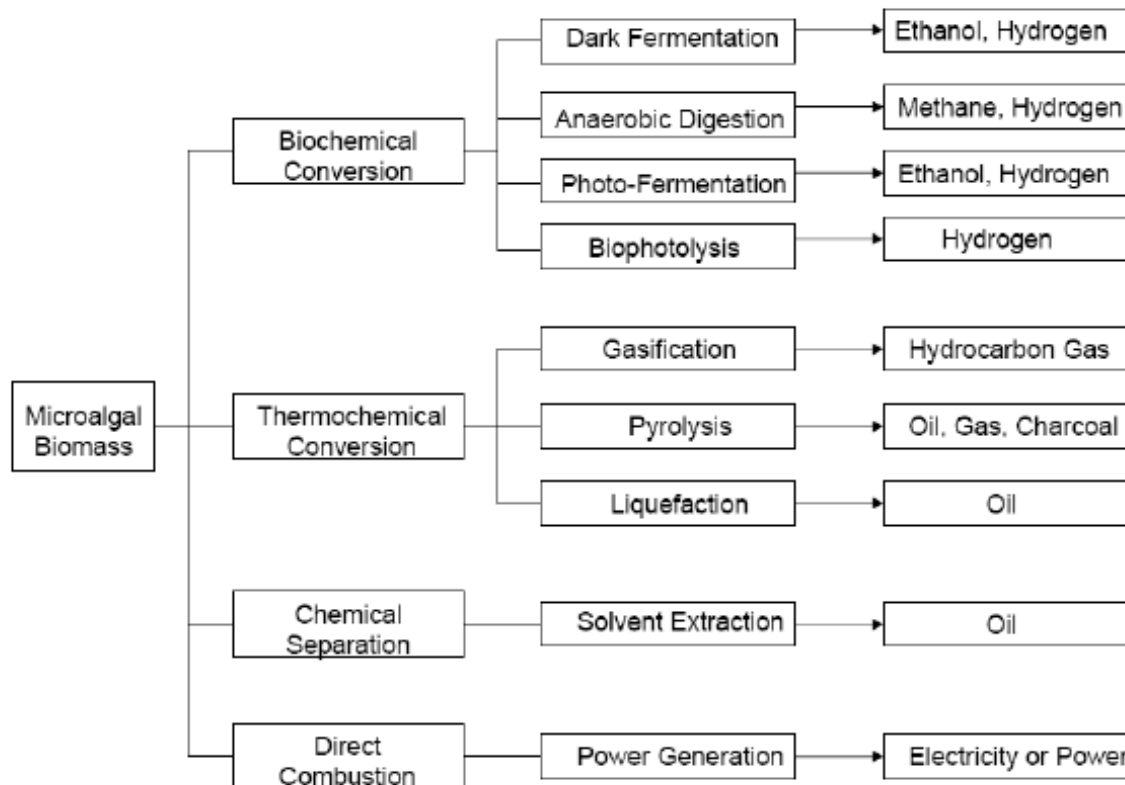 Dark Fermentation
Ethanol, Hydrogen
Anaerobic Digestion
Methane, Hydrogen
Biochemical
Conversion
Photo-Fermentation
Ethanol, Hydrogen
Biophotolysis
Hydrogen
Gasification
Hydrocarbon Gas
Microalgal
Biomass
Thermochemical
Conversion
Pyrolysis
Oil, Gas, Charcoal
Liquefaction
Oil
Chemical
Separation
Solvent Extraction
Oil
Direct
Combustion
Power Generation
Electricity or Power